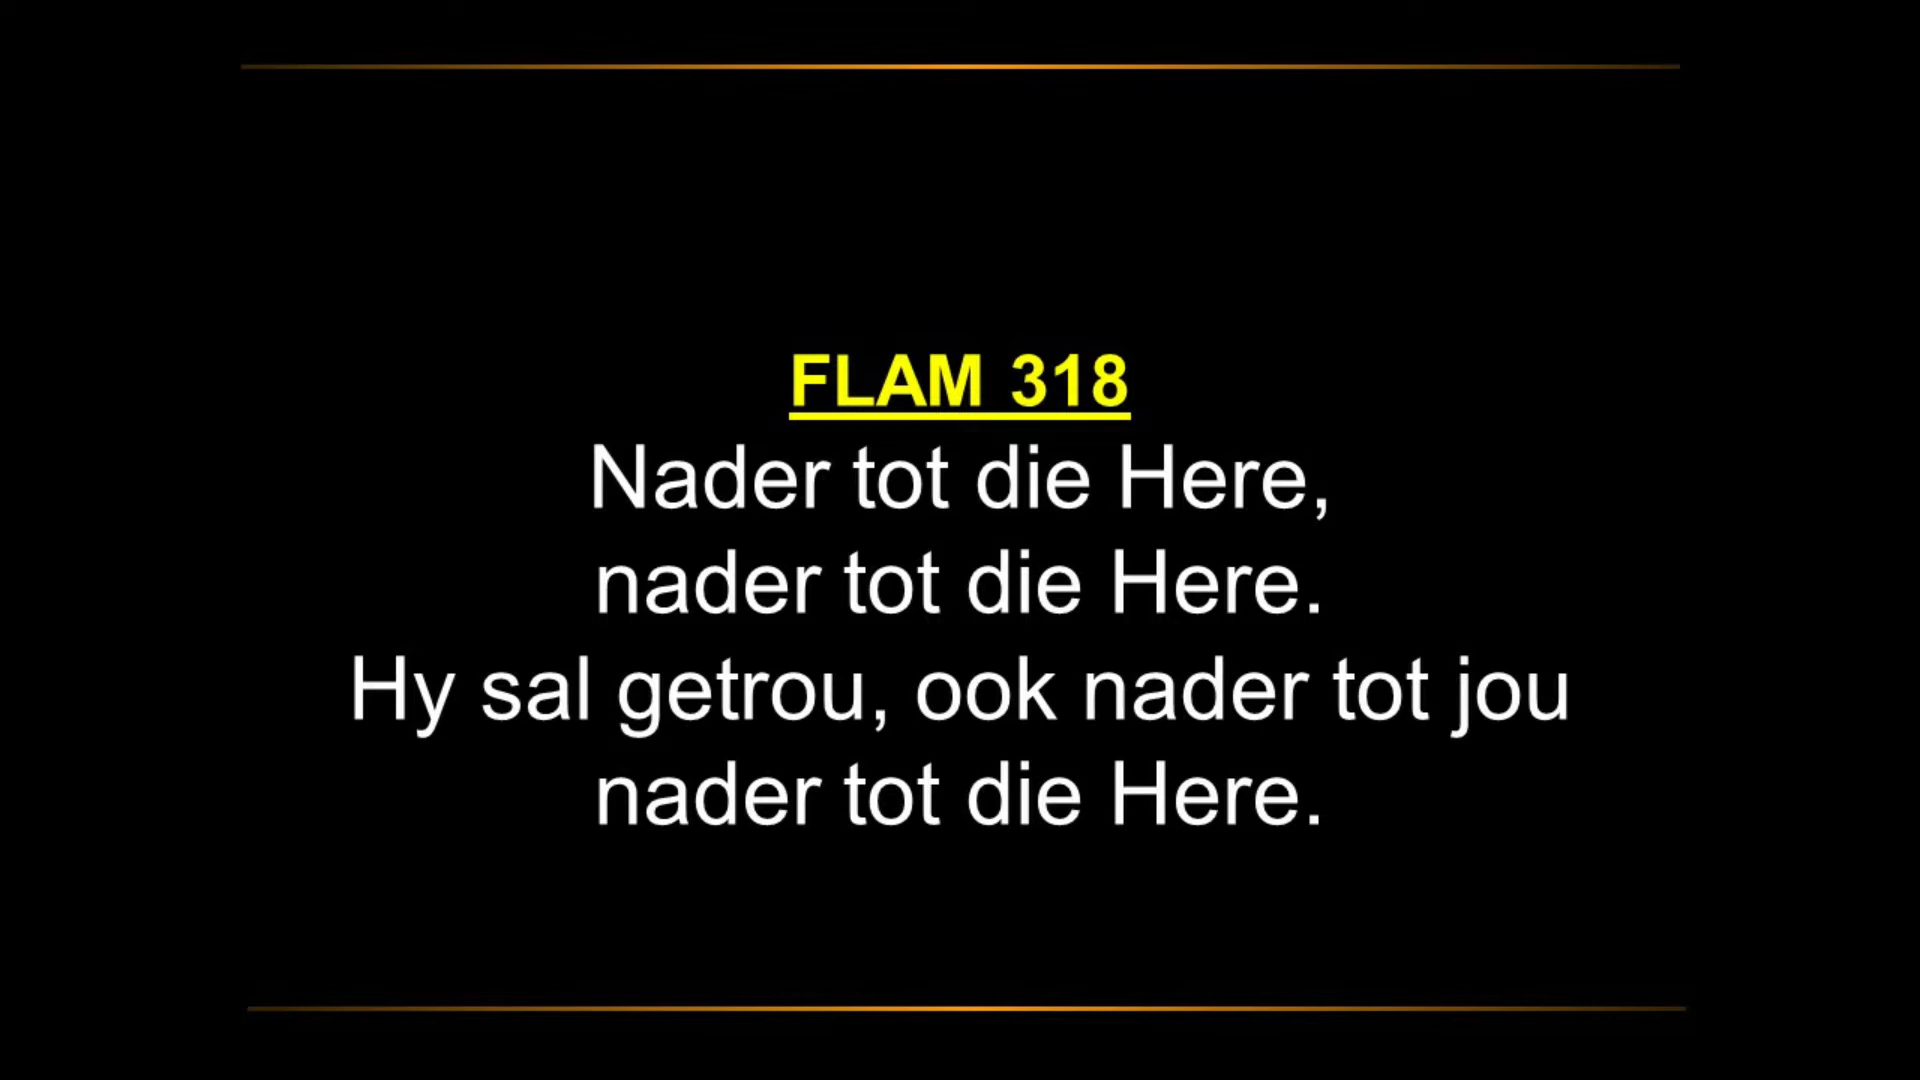 FLAM 318
Nader tot die Here,
nader tot die Here.
Hy sal getrou, ook nader tot jou
nader tot die Here.